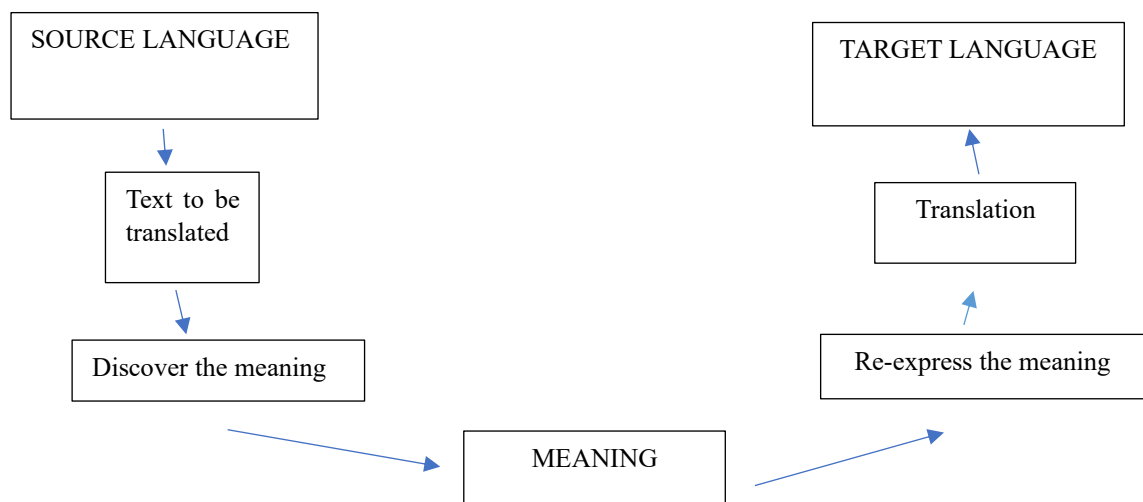 SOURCE LANGUAGE
TARGET LANGUAGE
Text to be
translated
Translation
Discover the meaning
Re-express the meaning
MEANING